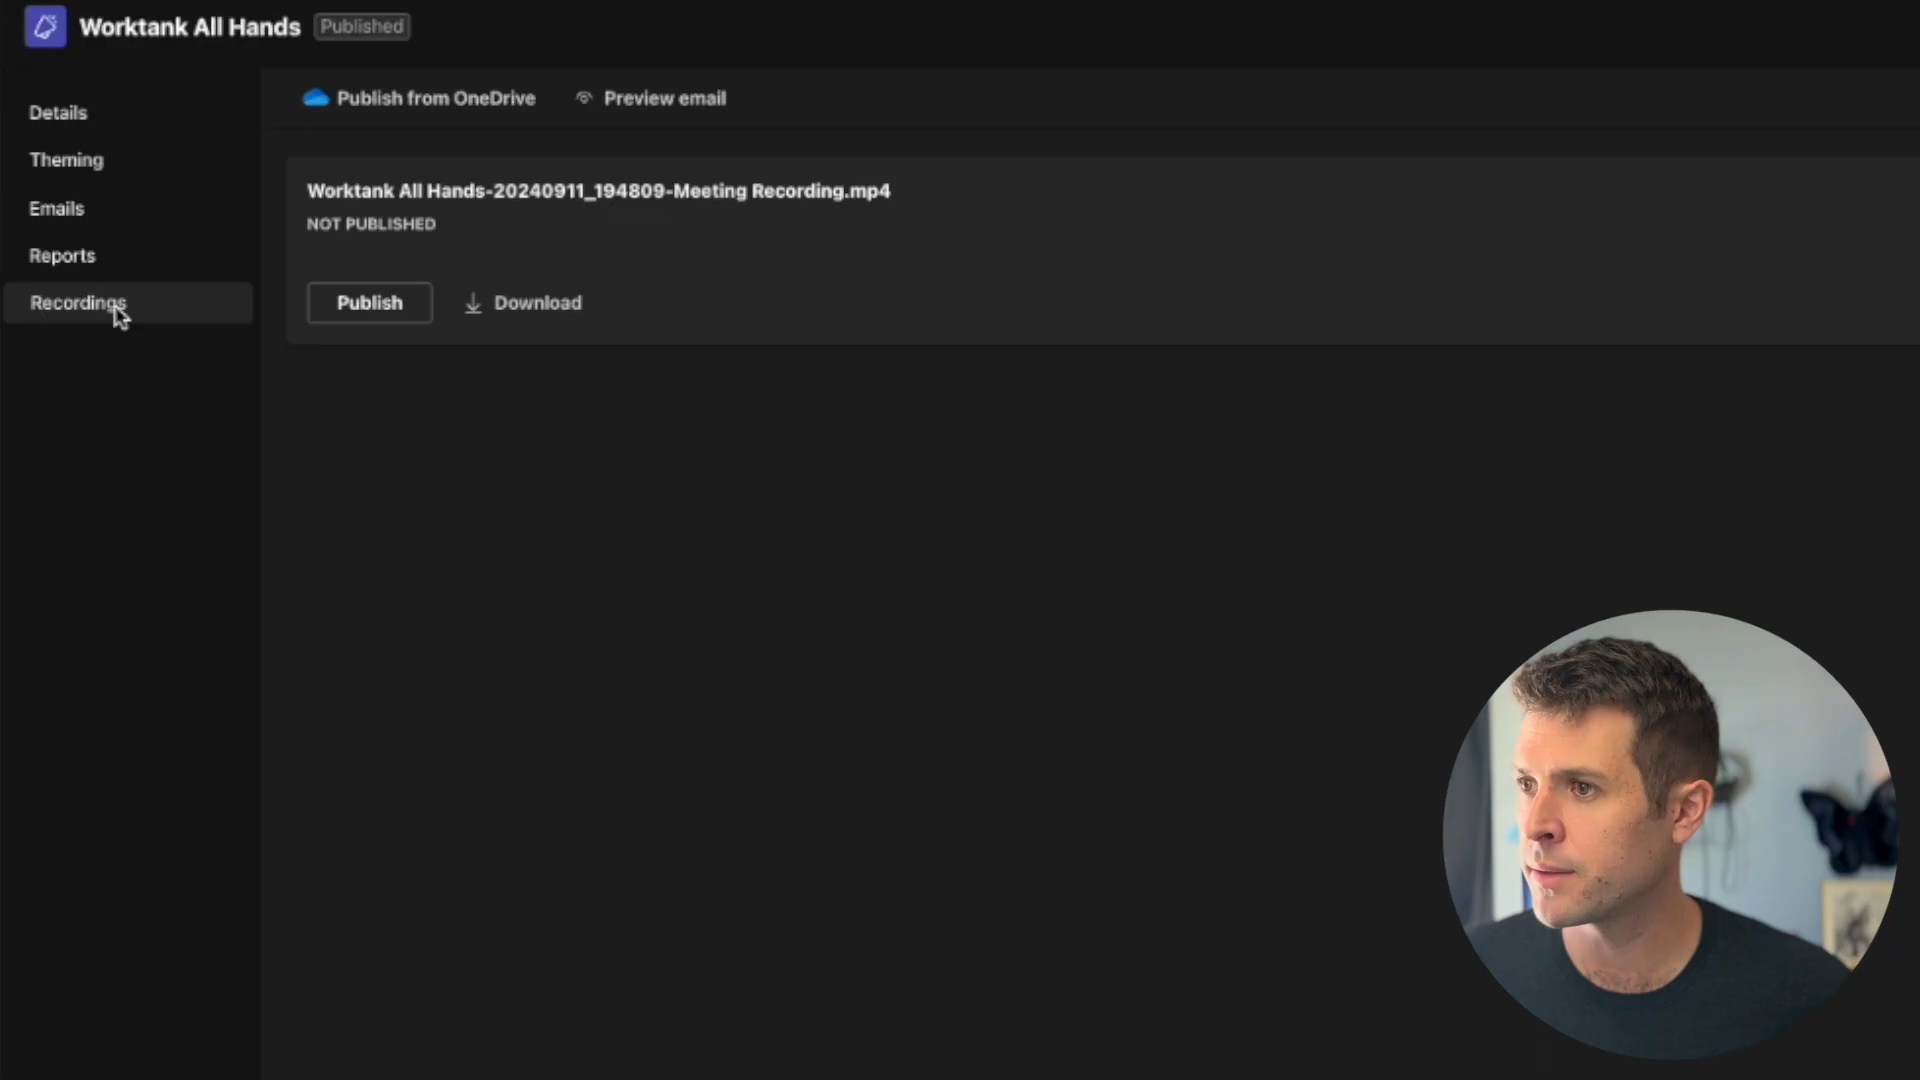 Worktank All Hands Published
Details
Theming
Emails
Reports
Recordings
Publish from OneDrive Preview email
Worktank All Hands-20240911_194809-Meeting Recording.mp4
NOT PUBLISHED
Publish Download